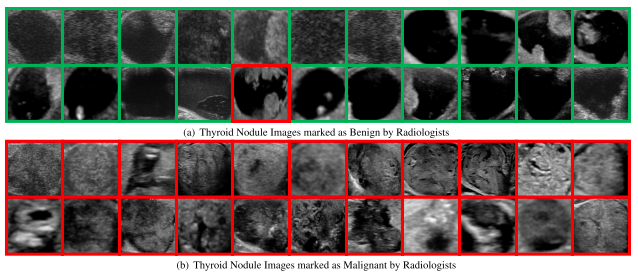 (a) Thyroid Nodule Images marked as Benign by Radiologists
(b) Thyroid Nodule Images marked as Malignant by Radiologists